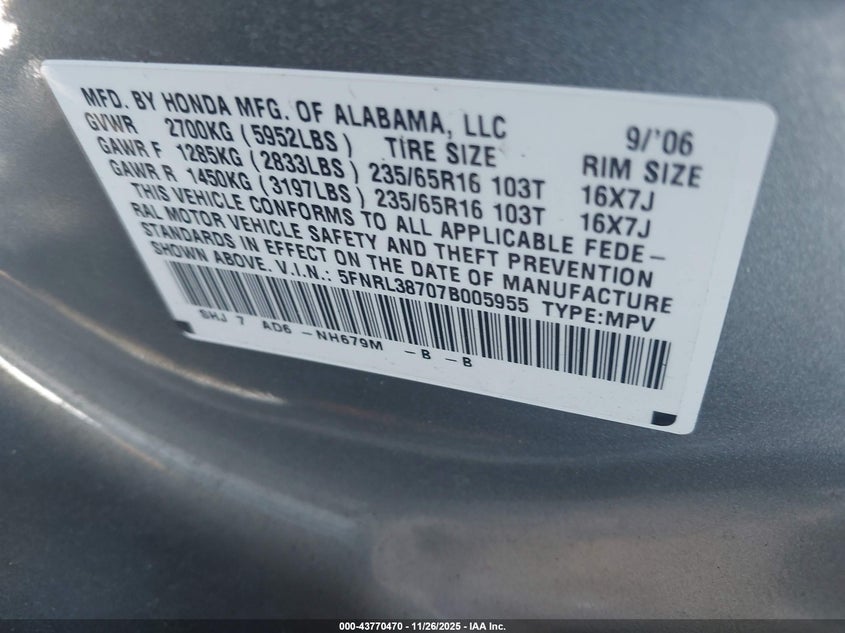 MFD. BY HONDA MFG. OF ALABAMA, LLC 9/'06
GVWR 2700KG (5952LBS) TIRE SIZE RIM SIZE
GAWR F 1285KG (2833LBS) 235/65R16 103T 16X7J
GAWR R 1450KG (3197LBS) 235/65R16 103T 16X7J
THIS VEHICLE CONFORMS TO ALL APPLICABLE FEDE-
RAL MOTOR VEHICLE SAFETY AND THEFT PREVENTION
STANDARDS IN EFFECT ON THE DATE OF MANUFACTURE
SHOWN ABOVE. V.I.N.: 5FNRL38707B005955 TYPE:MPV
SHJ 7 AD6 -NH679M -B -B
000-43770470 | 11/26/2025 | IAA Inc.